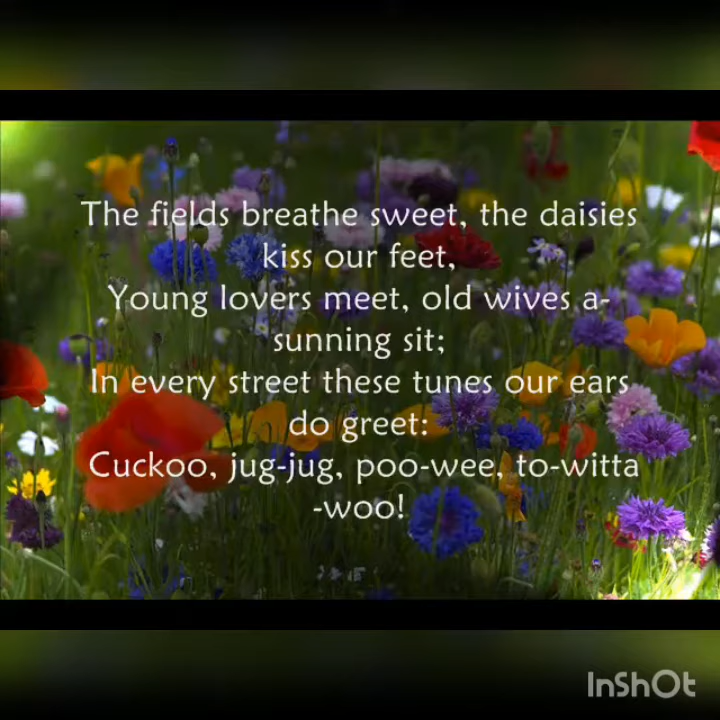 The fields breathe sweet, the daisies
kiss our feet,
Young lovers meet, old wives a-
sunning sit;
In every street these tunes our ears
do greet:
Cuckoo, jug-jug, poo-wee, to-witta
-woo!
InShOt